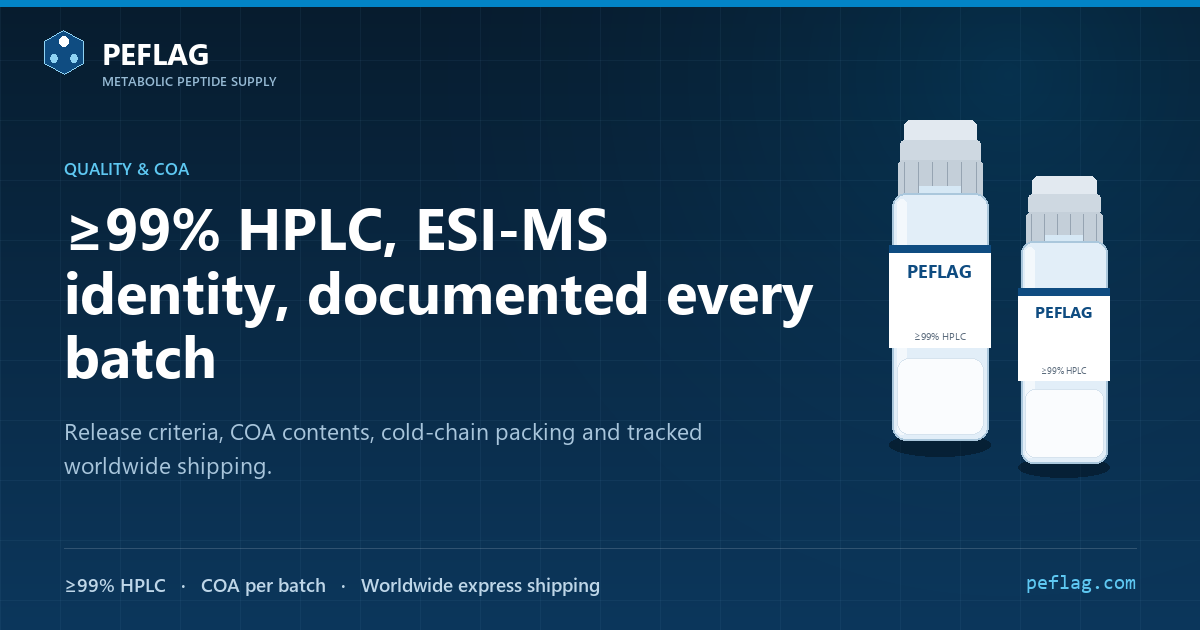 PEFLAG
METABOLIC PEPTIDE SUPPLY
QUALITY & COA
≥99% HPLC, ESI-MS
identity, documented every
batch
Release criteria, COA contents, cold-chain packing and tracked
worldwide shipping.
PEFLAG
≥99% HPLC
PEFLAG
≥99% HPLC
≥99% HPLC · COA per batch · Worldwide express shipping
peflag.com